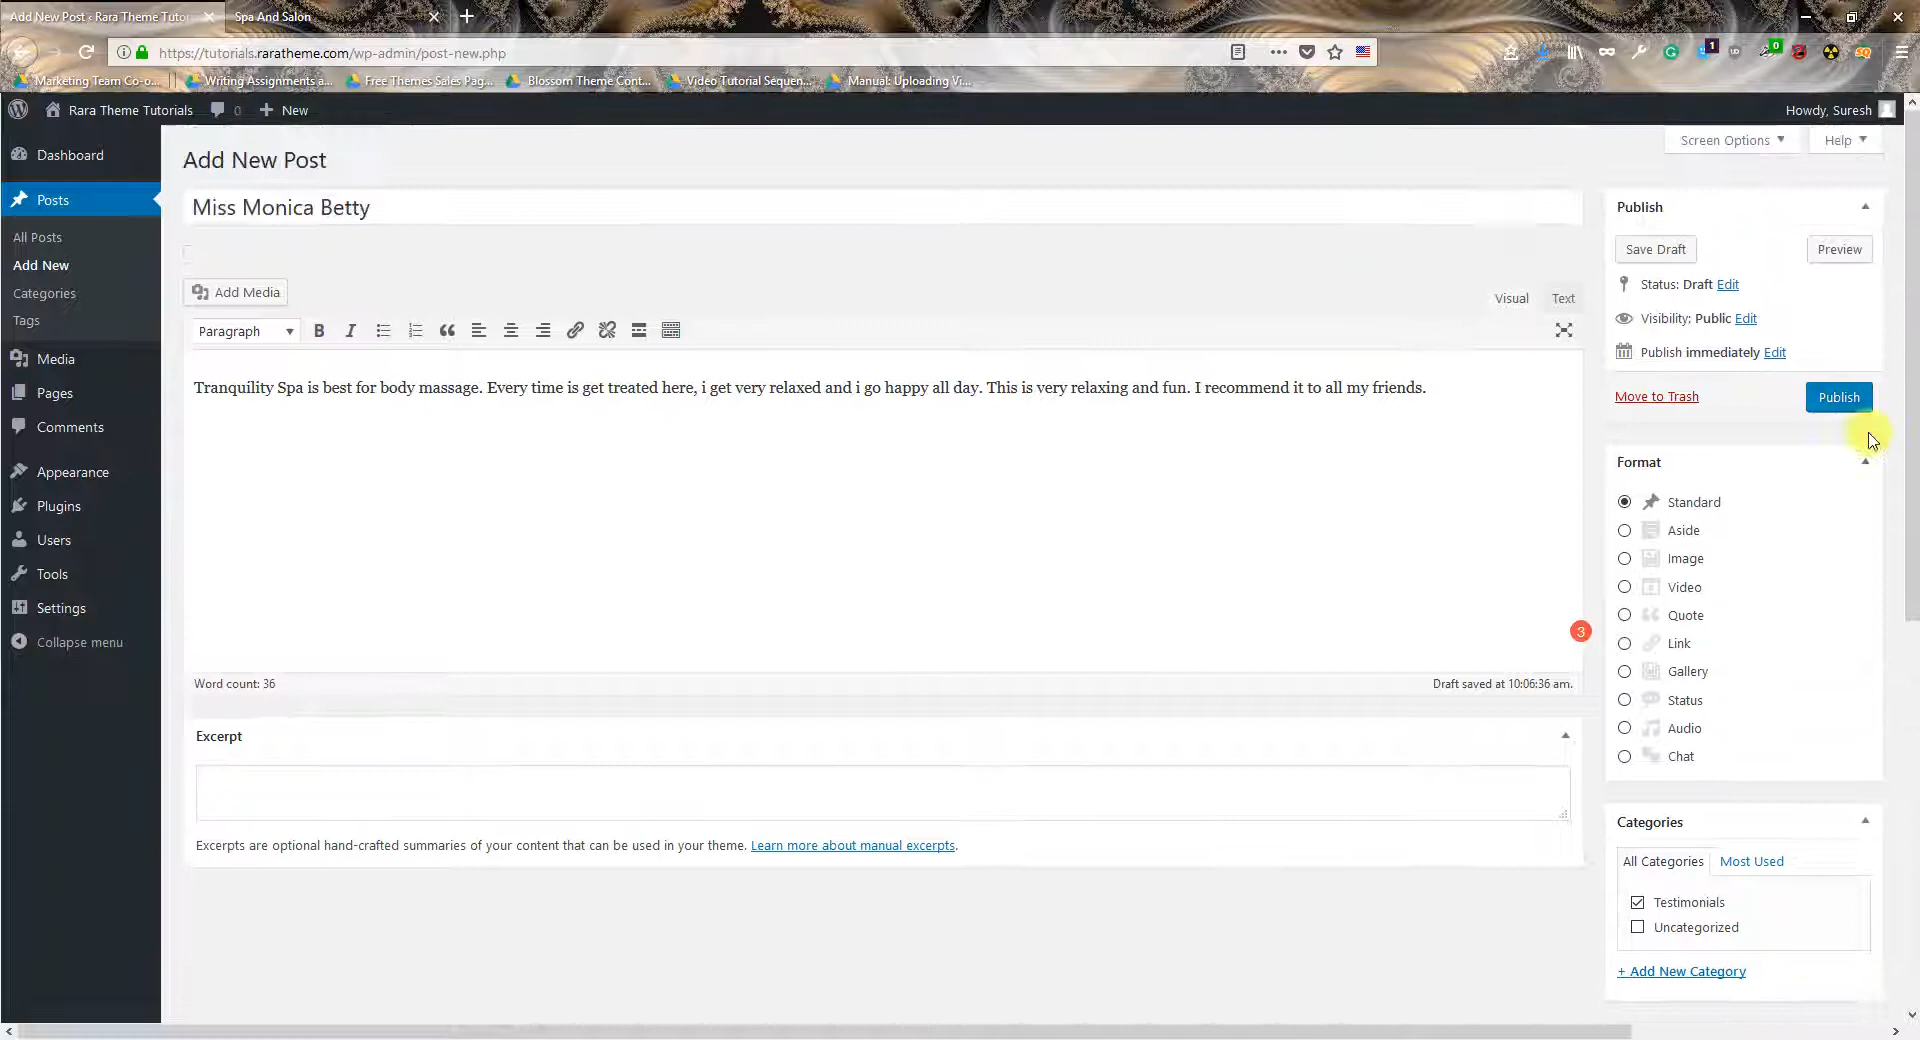 Add New Post ‹ Rara Theme Tutor
Spa And Salon
https://tutorials.raratheme.com/wp-admin/post-new.php
1
0
Marketing Team Co-o...
Writing Assignments a...
Free Themes Sales Pag...
Blossom Theme Cont...
Video Tutorial Sequen...
Manual: Uploading Vi...
Rara Theme Tutorials
0
New
Howdy, Suresh
Screen Options
Help
Dashboard
Posts
All Posts
Add New
Categories
Tags
Media
Pages
Comments
Appearance
Plugins
Users
Tools
Settings
Collapse menu
Add New Post
Miss Monica Betty
Add Media
Visual
Text
Paragraph
Tranquility Spa is best for body massage. Every time is get treated here, i get very relaxed and i go happy all day. This is very relaxing and fun. I recommend it to all my friends.
3
Word count: 36
Draft saved at 10:06:36 am.
Excerpt
Excerpts are optional hand-crafted summaries of your content that can be used in your theme. Learn more about manual excerpts.
Publish
Save Draft
Preview
Status: Draft Edit
Visibility: Public Edit
Publish immediately Edit
Move to Trash
Publish
Format
Standard
Aside
Image
Video
Quote
Link
Gallery
Status
Audio
Chat
Categories
All Categories
Most Used
Testimonials
Uncategorized
+ Add New Category